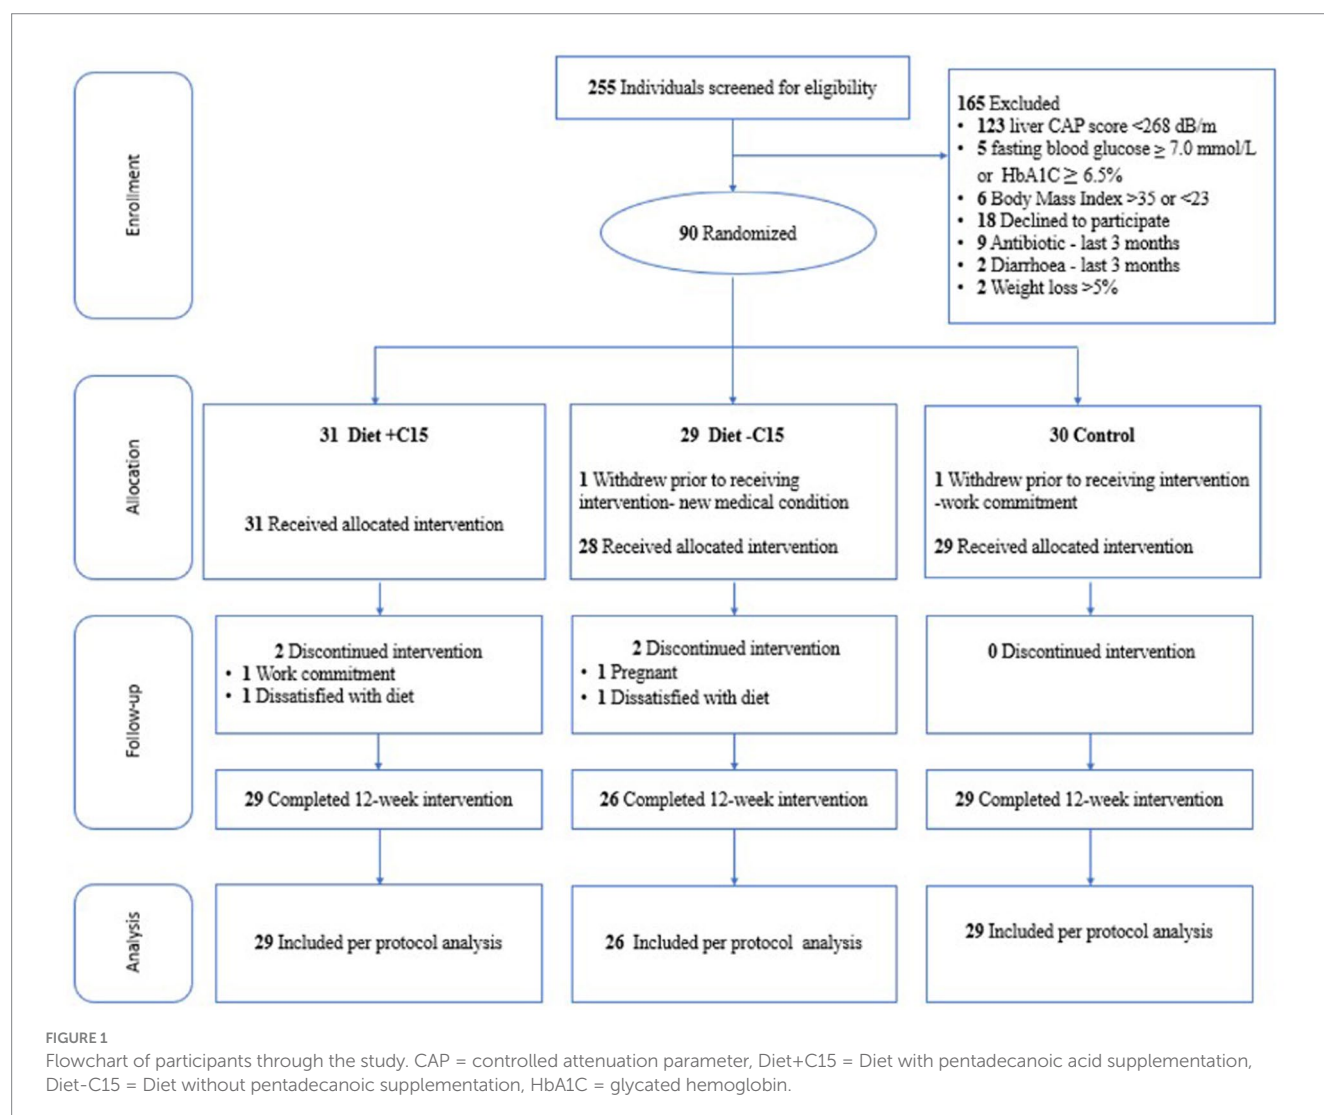 Enrollment
255 Individuals screened for eligibility
165 Excluded
• 123 liver CAP score <268 dB/m
• 5 fasting blood glucose ≥ 7.0 mmol/L
or HbA1C ≥ 6.5%
• 6 Body Mass Index >35 or <23
• 18 Declined to participate
• 9 Antibiotic - last 3 months
• 2 Diarrhoea - last 3 months
• 2 Weight loss >5%
90 Randomized
Allocation
31 Diet +C15
31 Received allocated intervention
29 Diet -C15
1 Withdrew prior to receiving
intervention- new medical condition
28 Received allocated intervention
30 Control
1 Withdrew prior to receiving intervention
-work commitment
29 Received allocated intervention
Follow-up
2 Discontinued intervention
• 1 Work commitment
• 1 Dissatisfied with diet
2 Discontinued intervention
• 1 Pregnant
• 1 Dissatisfied with diet
0 Discontinued intervention
29 Completed 12-week intervention
26 Completed 12-week intervention
29 Completed 12-week intervention
Analysis
29 Included per protocol analysis
26 Included per protocol analysis
29 Included per protocol analysis
FIGURE 1
Flowchart of participants through the study. CAP = controlled attenuation parameter, Diet+C15 = Diet with pentadecanoic acid supplementation,
Diet-C15 = Diet without pentadecanoic supplementation, HbA1C = glycated hemoglobin.